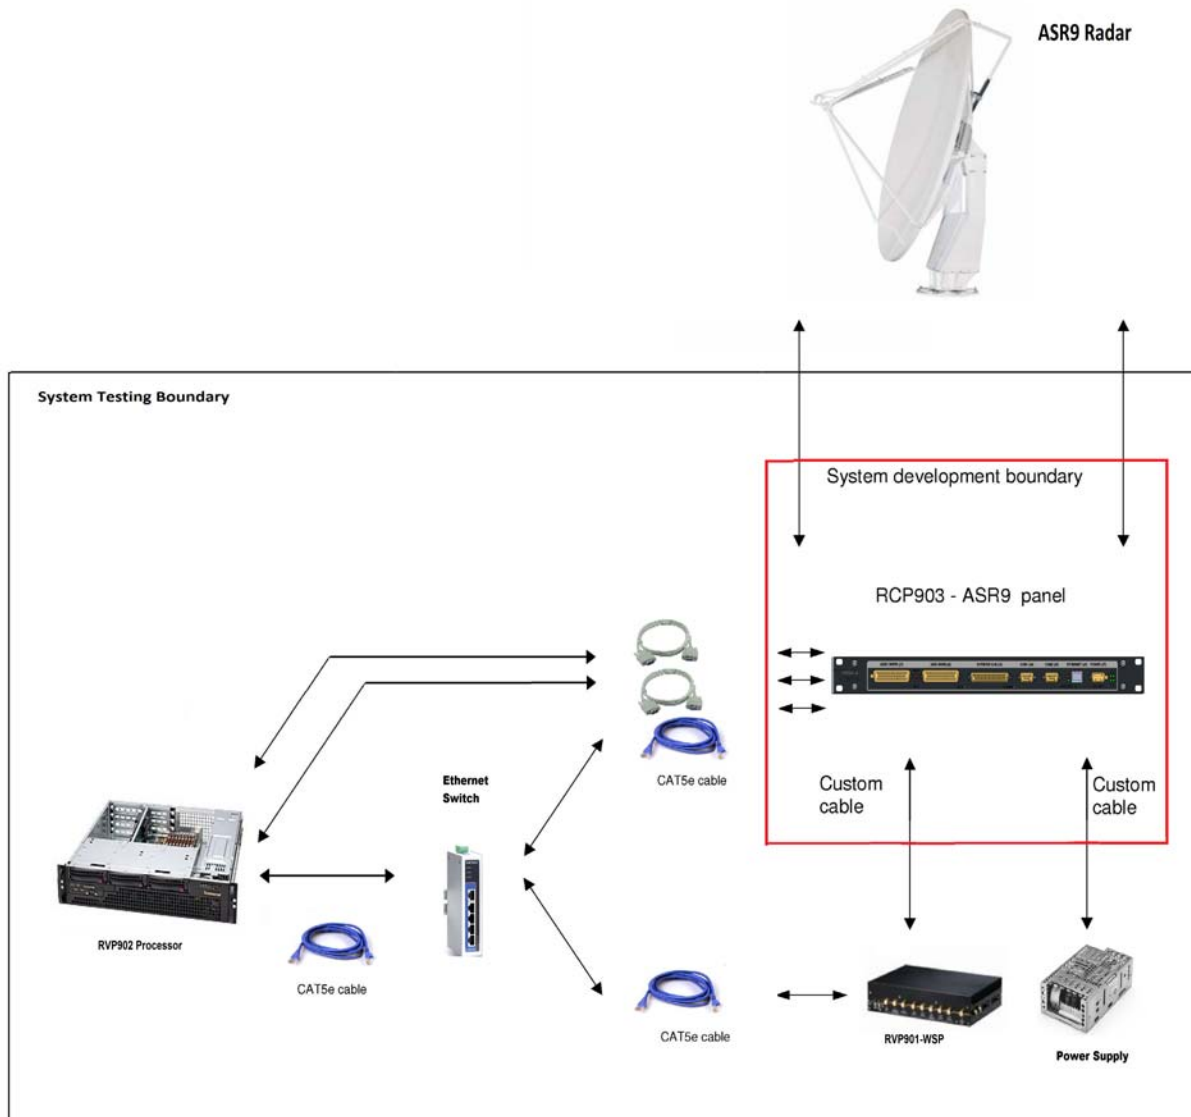 ASR9 Radar
System Testing Boundary
System development boundary
RCP903 - ASR9 panel
CAT5e cable
Custom
cable
Custom
cable
Ethernet
Switch
RVP902 Processor
CAT5e cable
CAT5e cable
RVP901-WSP
Power Supply